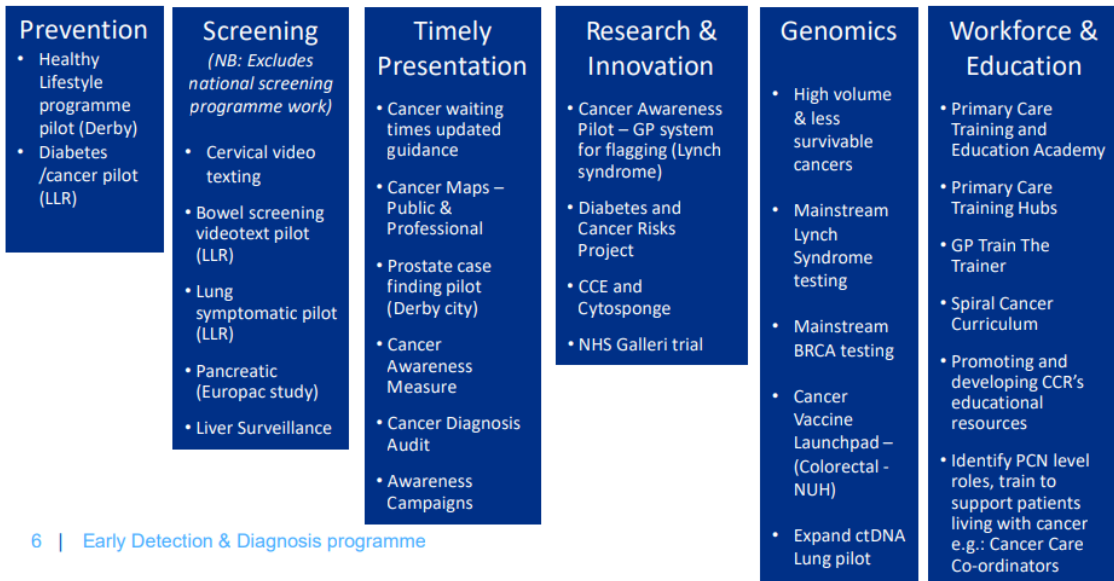 Prevention
• Healthy
Lifestyle
programme
pilot (Derby)
• Diabetes
/cancer pilot
(LLR)
Screening
(NB: Excludes
national screening
programme work)
• Cervical video
texting
• Bowel screening
videotext pilot
(LLR)
• Lung
symptomatic pilot
(LLR)
• Pancreatic
(Europac study)
• Liver Surveillance
Timely
Presentation
• Cancer waiting
times updated
guidance
• Cancer Maps –
Public &
Professional
• Prostate case
finding pilot
(Derby city)
• Cancer
Awareness
Measure
• Cancer Diagnosis
Audit
• Awareness
Campaigns
Research &
Innovation
• Cancer Awareness
Pilot – GP system
for flagging (Lynch
syndrome)
• Diabetes and
Cancer Risks
Project
• CCE and
Cytosponge
• NHS Galleri trial
Genomics
• High volume
& less
survivable
cancers
• Mainstream
Lynch
Syndrome
testing
• Mainstream
BRCA testing
• Cancer
Vaccine
Launchpad –
(Colorectal -
NUH)
• Expand ctDNA
Lung pilot
Workforce &
Education
• Primary Care
Training and
Education Academy
• Primary Care
Training Hubs
• GP Train The
Trainer
• Spiral Cancer
Curriculum
• Promoting and
developing CCR's
educational
resources
• Identify PCN level
roles, train to
support patients
living with cancer
e.g.: Cancer Care
Co-ordinators
6 | Early Detection & Diagnosis programme